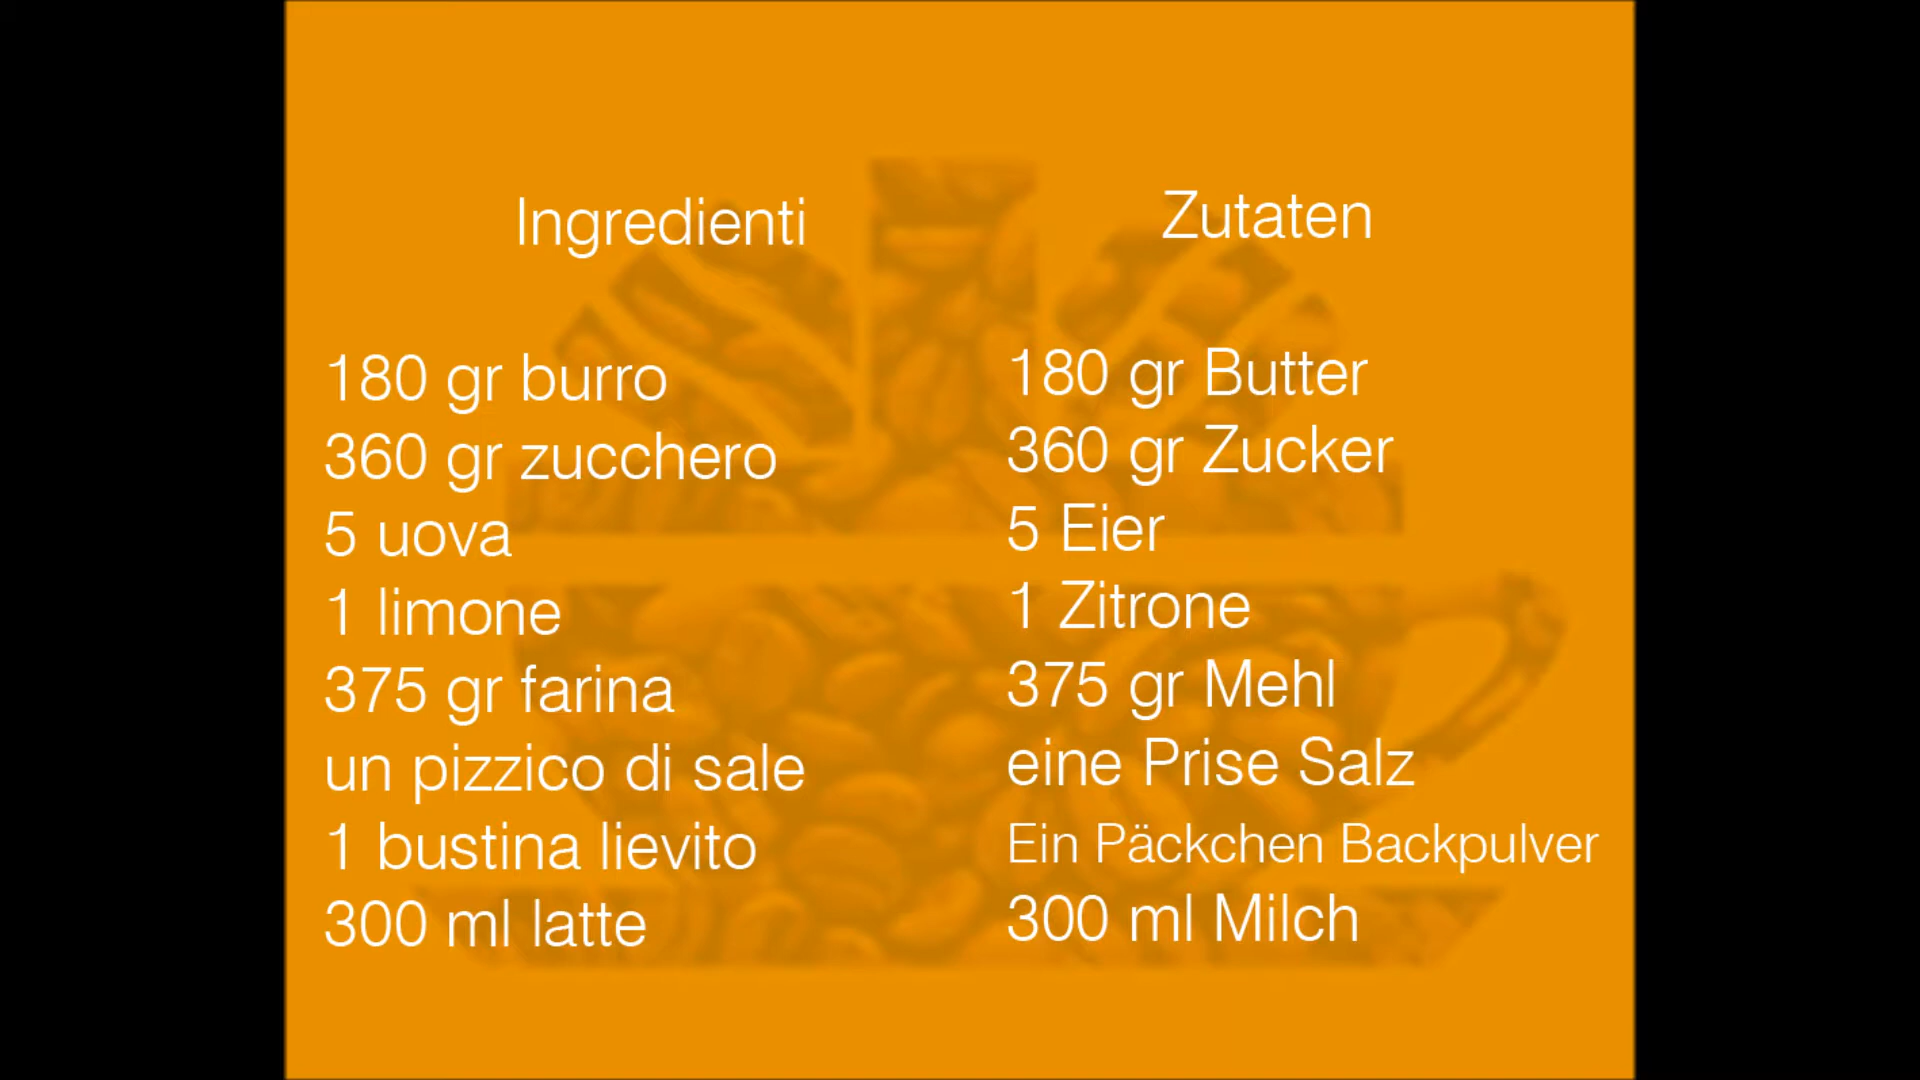 Ingredienti
180 gr burro
360 gr zucchero
5 uova
1 limone
375 gr farina
un pizzico di sale
1 bustina lievito
300 ml latte
Zutaten
180 gr Butter
360 gr Zucker
5 Eier
1 Zitrone
375 gr Mehl
eine Prise Salz
Ein Päckchen Backpulver
300 ml Milch